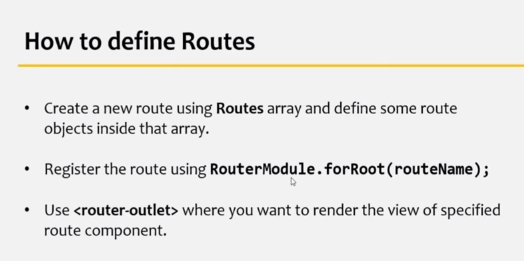 How to define Routes
• Create a new route using Routes array and define some route
objects inside that array.
• Register the route using RouterModule.forRoot(routeName);
• Use <router-outlet> where you want to render the view of specified
route component.